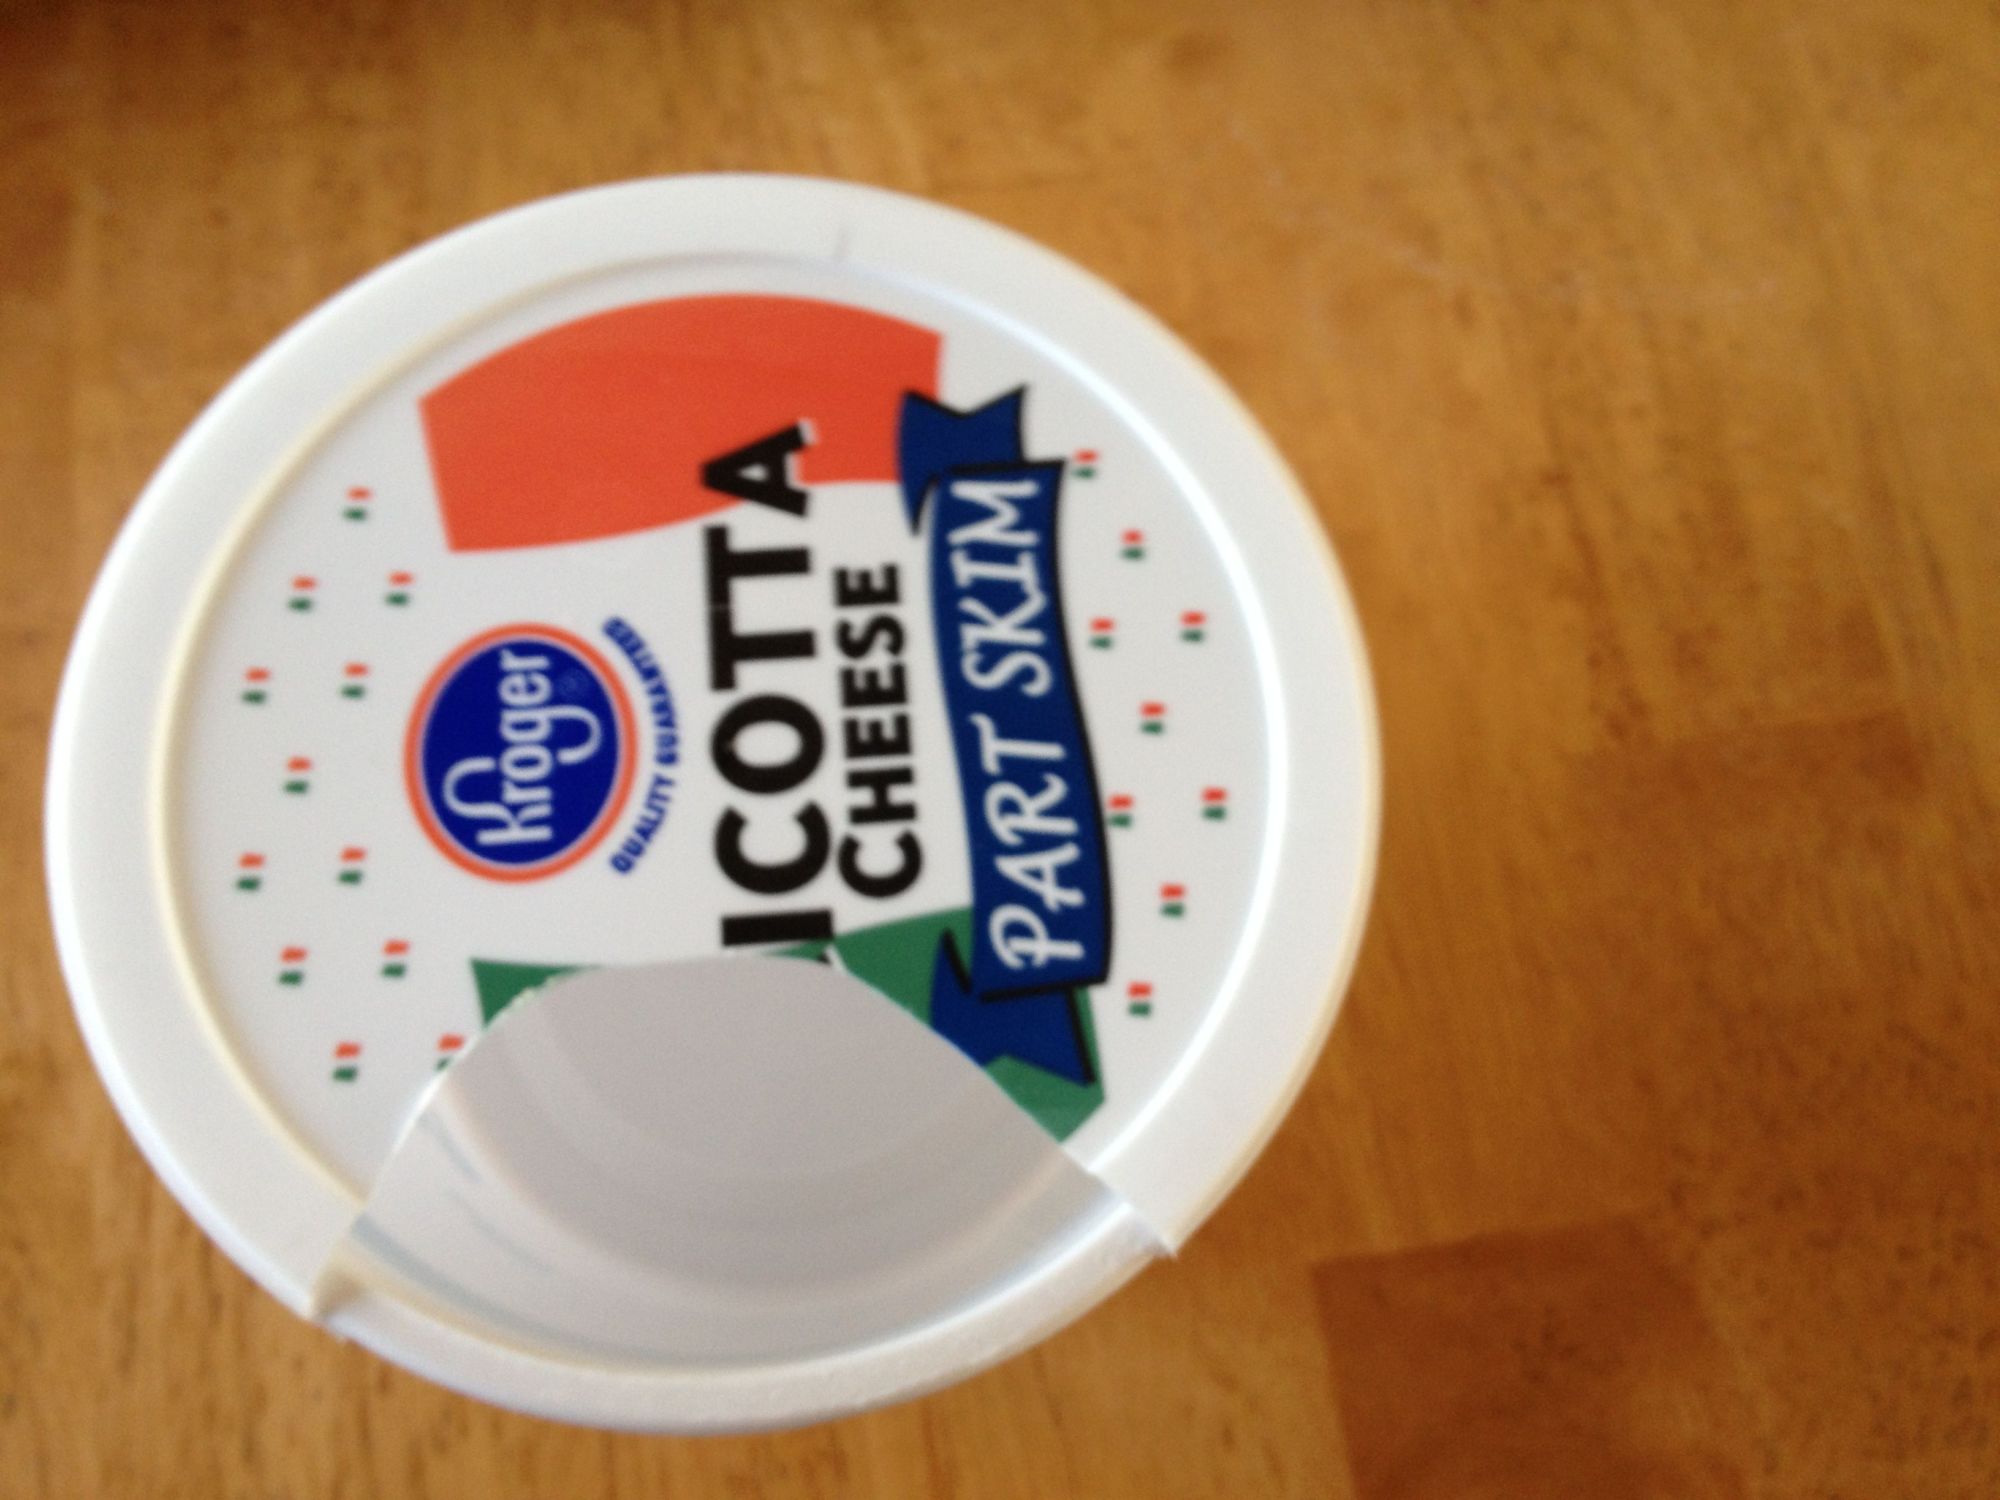 Kroger
QUALITY GUARANTEED
ICOTTA
CHEESE
PART SKIM